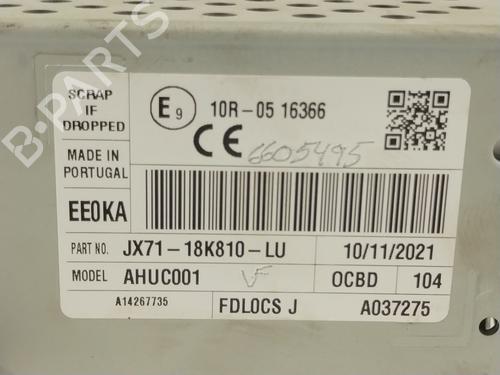 SCRAP
IF
DROPPED
E9
10R-05 16366
CE
6605495
MADE IN
PORTUGAL
EE0KA
PART NO. JX71-18K810-LU 10/11/2021
MODEL AHUC001 VF OCBD 104
A14267735 FDLOCS J A037275
B-PARTS